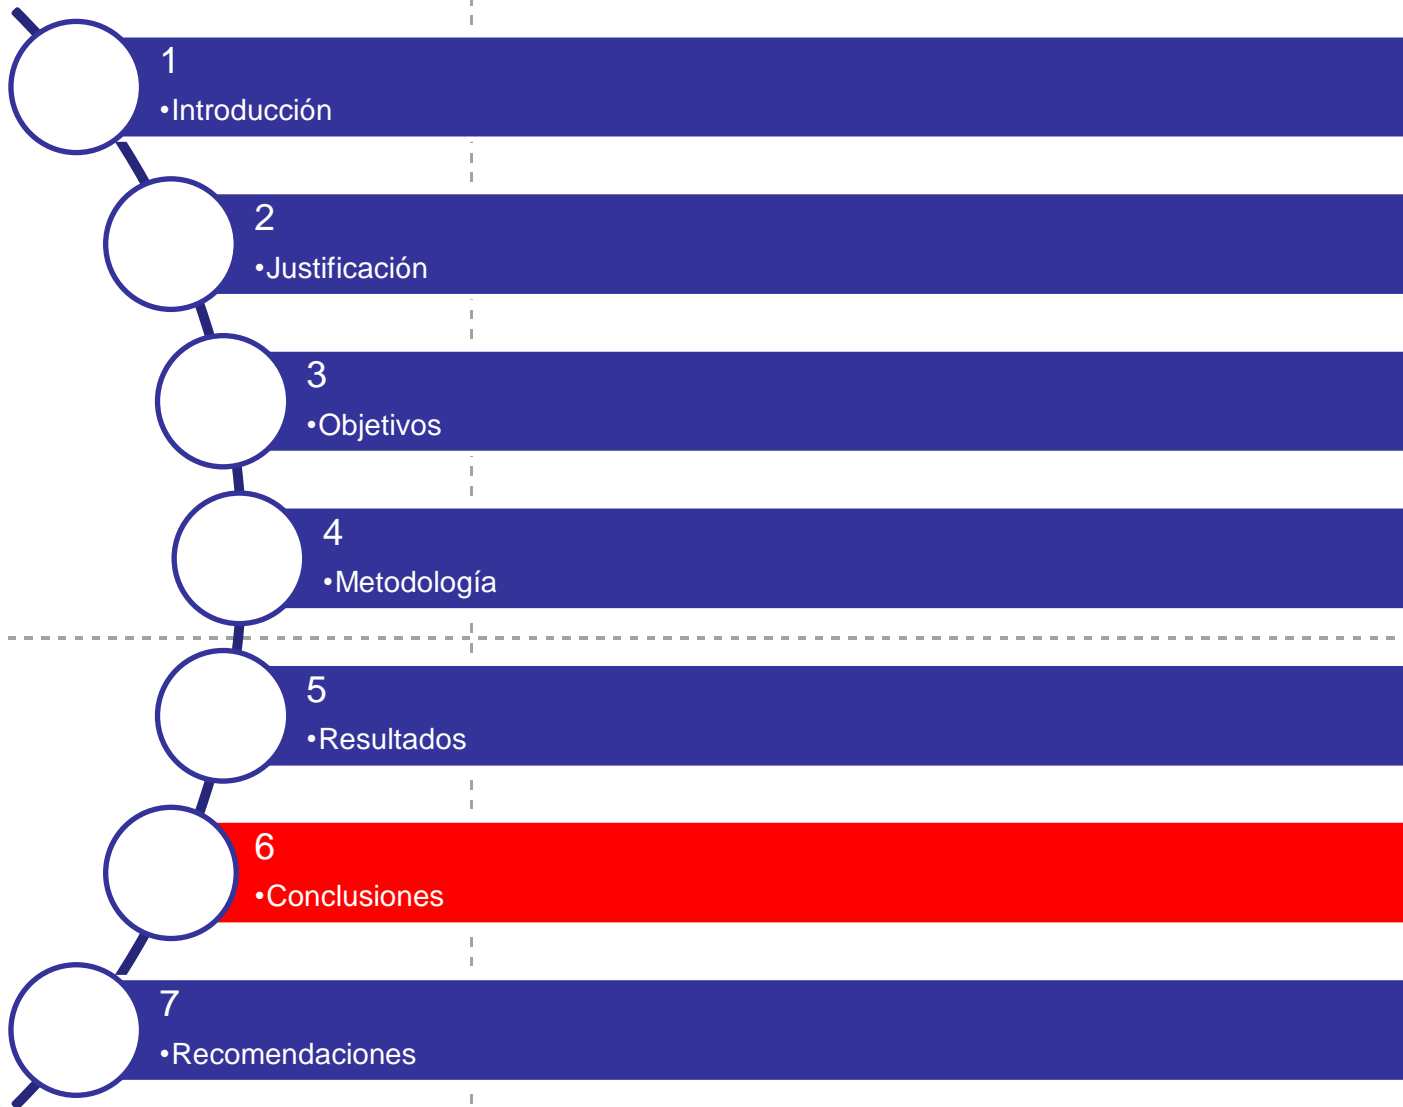 1
•Introducción
2
•Justificación
3
•Objetivos
4
•Metodología
5
•Resultados
6
•Conclusiones
7
•Recomendaciones